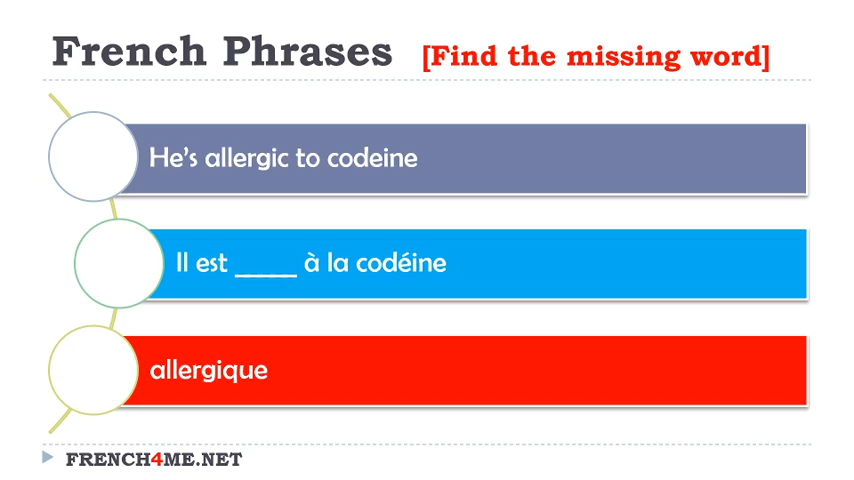 French Phrases [Find the missing word]
He's allergic to codeine
Il est _____ à la codéine
allergique
FRENCH4ME.NET